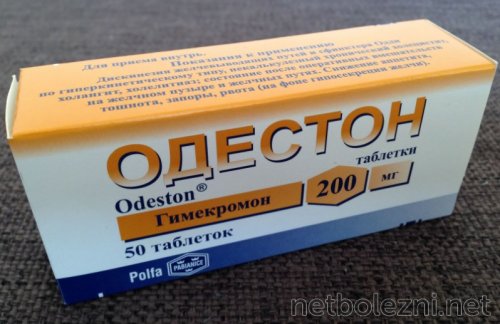 Для приема внутрь.
Показания к применению
Дискинезия желчевыводящих путей и сфинктера Одди
по гиперкинетическому типу, некалькулезный хронический холецистит,
холангит, холелитиаз; состояние после оперативных вмешательств
на желчном пузыре и желчных путях. Снижение аппетита,
тошнота, запоры, рвота (на фоне гипосекреции желчи).
ОДЕСТОН
таблетки
Odeston®
Гимекромон
200 мг
50 таблеток
Polfa PABIANICE
netbolezni.net